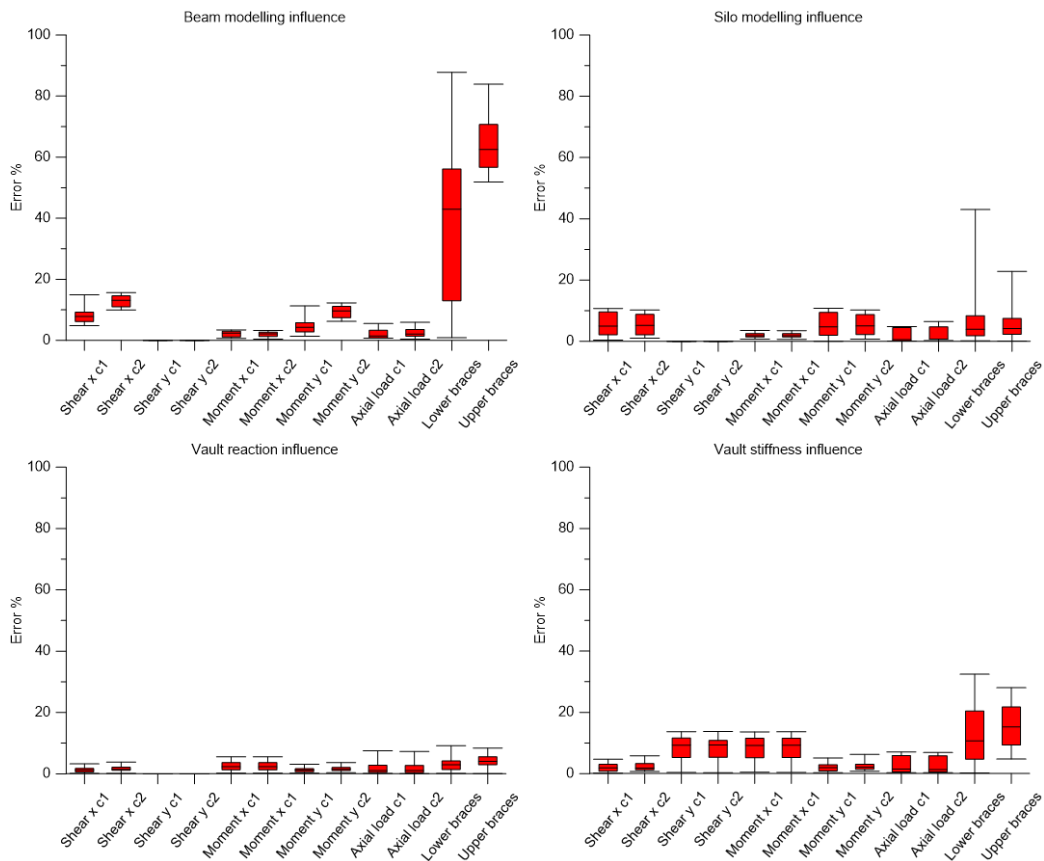 Beam modelling influence
100
80
60
40
20
0
Error %
Shear x c1
Shear x c2
Shear y c1
Shear y c2
Moment x c1
Moment x c2
Moment y c1
Moment y c2
Axial load c1
Axial load c2
Lower braces
Upper braces
Silo modelling influence
100
80
60
40
20
0
Error %
Shear x c1
Shear x c2
Shear y c1
Shear y c2
Moment x c1
Moment x c1
Moment y c1
Moment y c2
Axial load c1
Axial load c2
Lower braces
Upper braces
Vault reaction influence
100
80
60
40
20
0
Error %
Shear x c1
Shear x c2
Shear y c1
Shear y c2
Moment x c1
Moment x c1
Moment y c1
Moment y c2
Axial load c1
Axial load c2
Lower braces
Upper braces
Vault stiffness influence
100
80
60
40
20
0
Error %
Shear x c1
Shear x c2
Shear y c1
Shear y c2
Moment x c1
Moment x c1
Moment y c1
Moment y c2
Axial load c1
Axial load c2
Lower braces
Upper braces